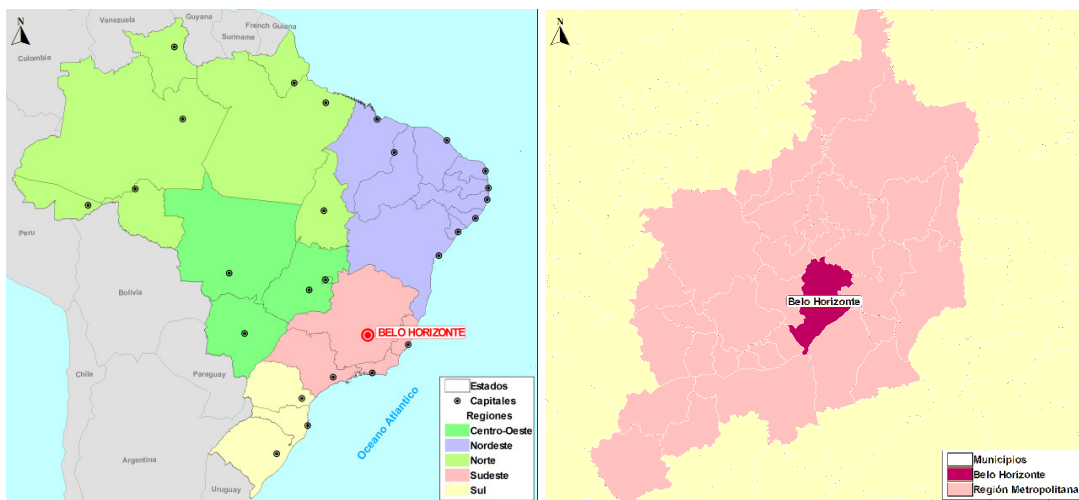 N
Venezuela
Guyana
French Guiana
Suriname
Colombia
Peru
Bolivia
BELO HORIZONTE
Chile
Paraguay
Argentina
Uruguay
Oceano Atlantico
Estados
Capitales
Regiones
Centro-Oeste
Nordeste
Norte
Sudeste
Sul
N
Belo Horizonte
Municipios
Belo Horizonte
Región Metropolitana